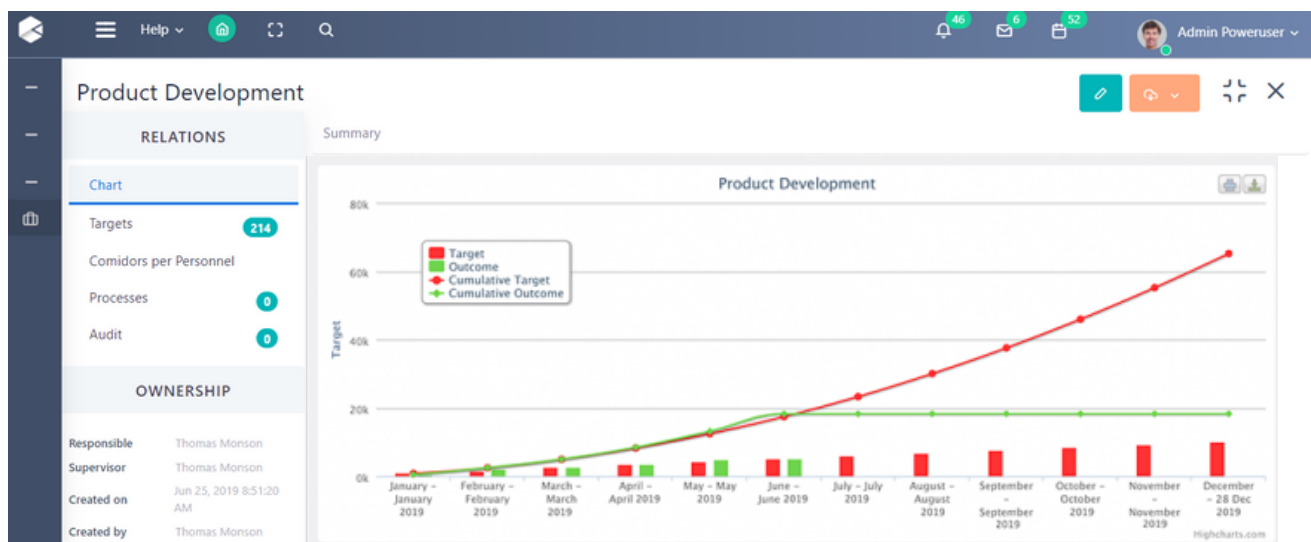 Help
46
6
52
Admin Poweruser
Product Development
RELATIONS
Summary
Chart
Targets 214
Comidors per Personnel
Processes 0
Audit 0
OWNERSHIP
Responsible Thomas Monson
Supervisor Thomas Monson
Created on Jun 25, 2019 8:51:20
AM
Created by Thomas Monson
Product Development
80k
60k
40k
20k
0k
Target
Target
Outcome
Cumulative Target
Cumulative Outcome
January –
January
2019
February –
February
2019
March –
March
2019
April –
April 2019
May – May
2019
June –
June 2019
July – July
2019
August –
August
2019
September
–
September
2019
October –
October
2019
November
–
November
2019
December
– 28 Dec
2019
Highcharts.com